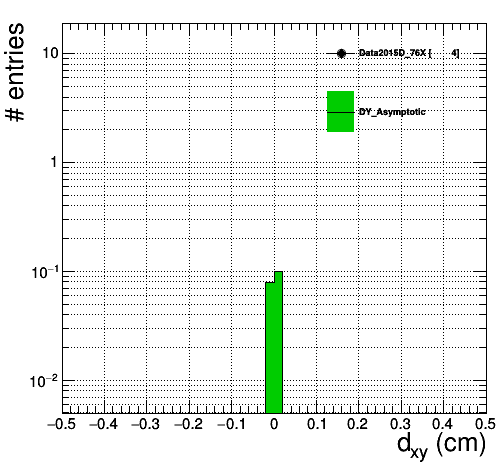 # entries
Data2015D_76X [ 4]
DY_Asymptotic
10
1
10⁻¹
10⁻²
−0.5 −0.4 −0.3 −0.2 −0.1 0 0.1 0.2 0.3 0.4 0.5
dxy (cm)